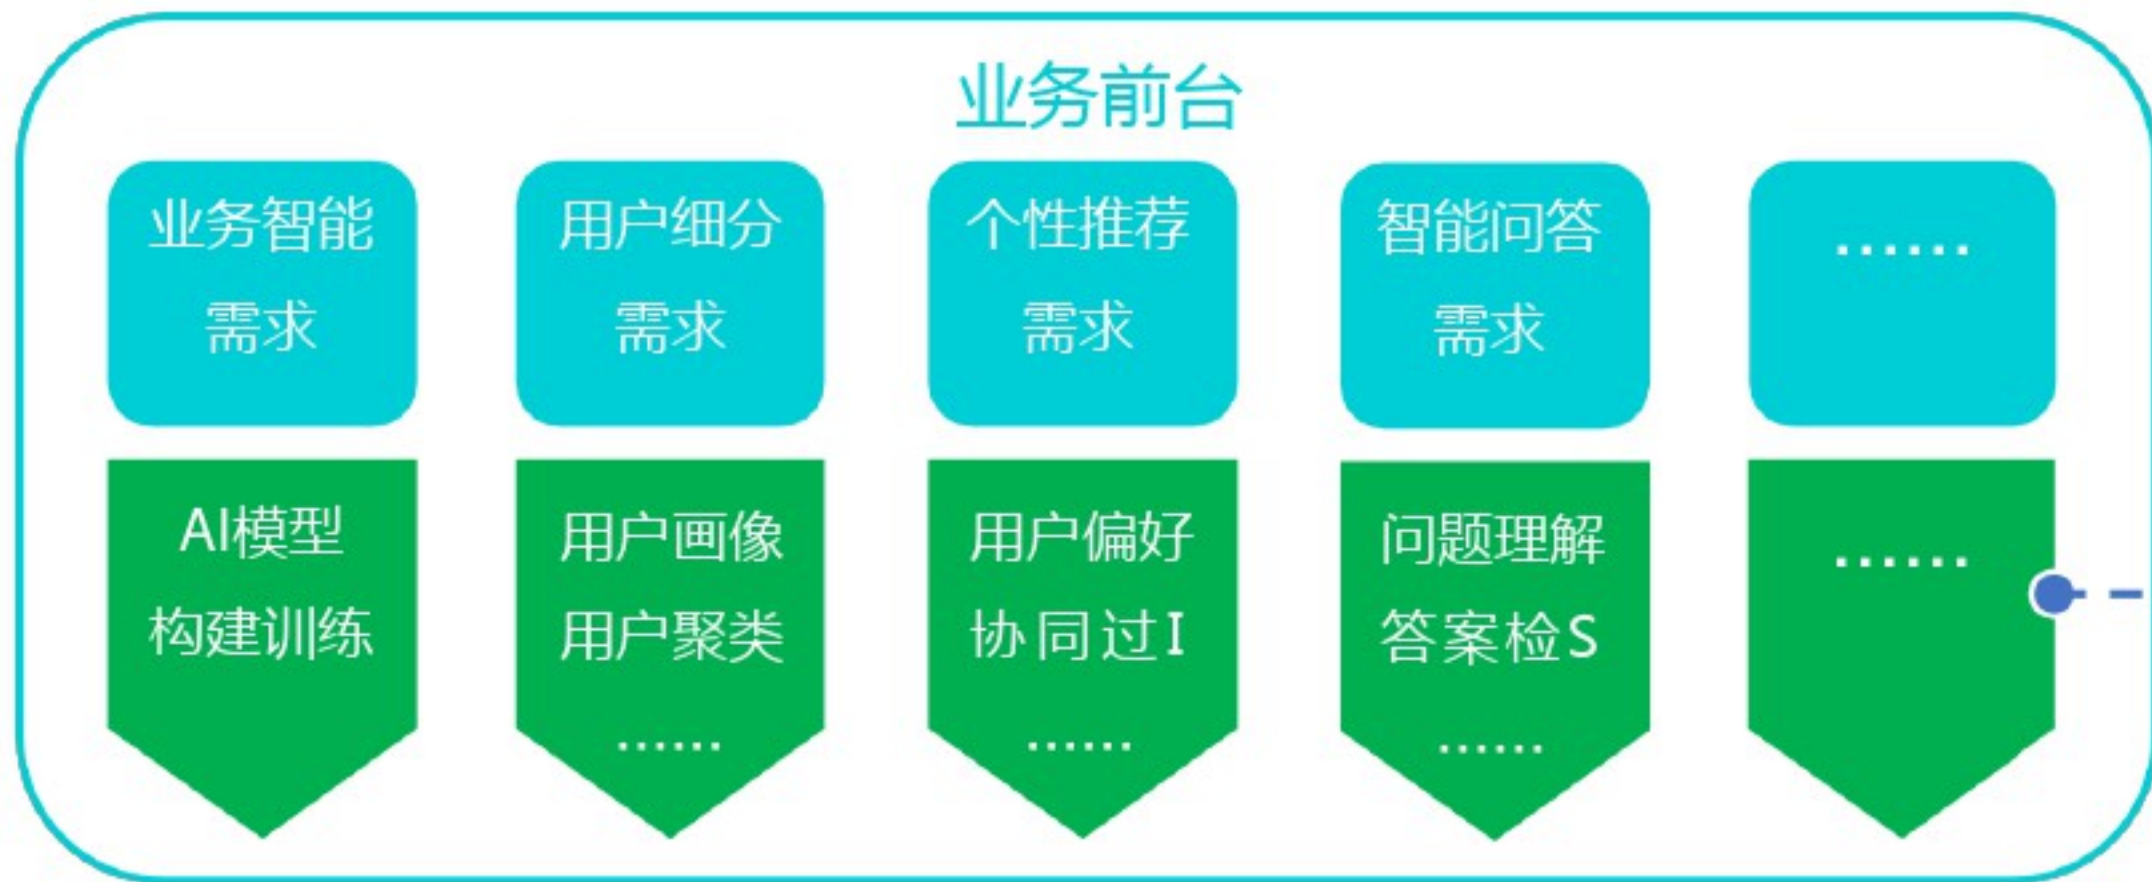 业务前台
业务智能
需求
用户细分
需求
个性推荐
需求
智能问答
需求
......
AI模型
构建训练
用户画像
用户聚类
......
用户偏好
协同过I
......
问题理解
答案检S
......
......